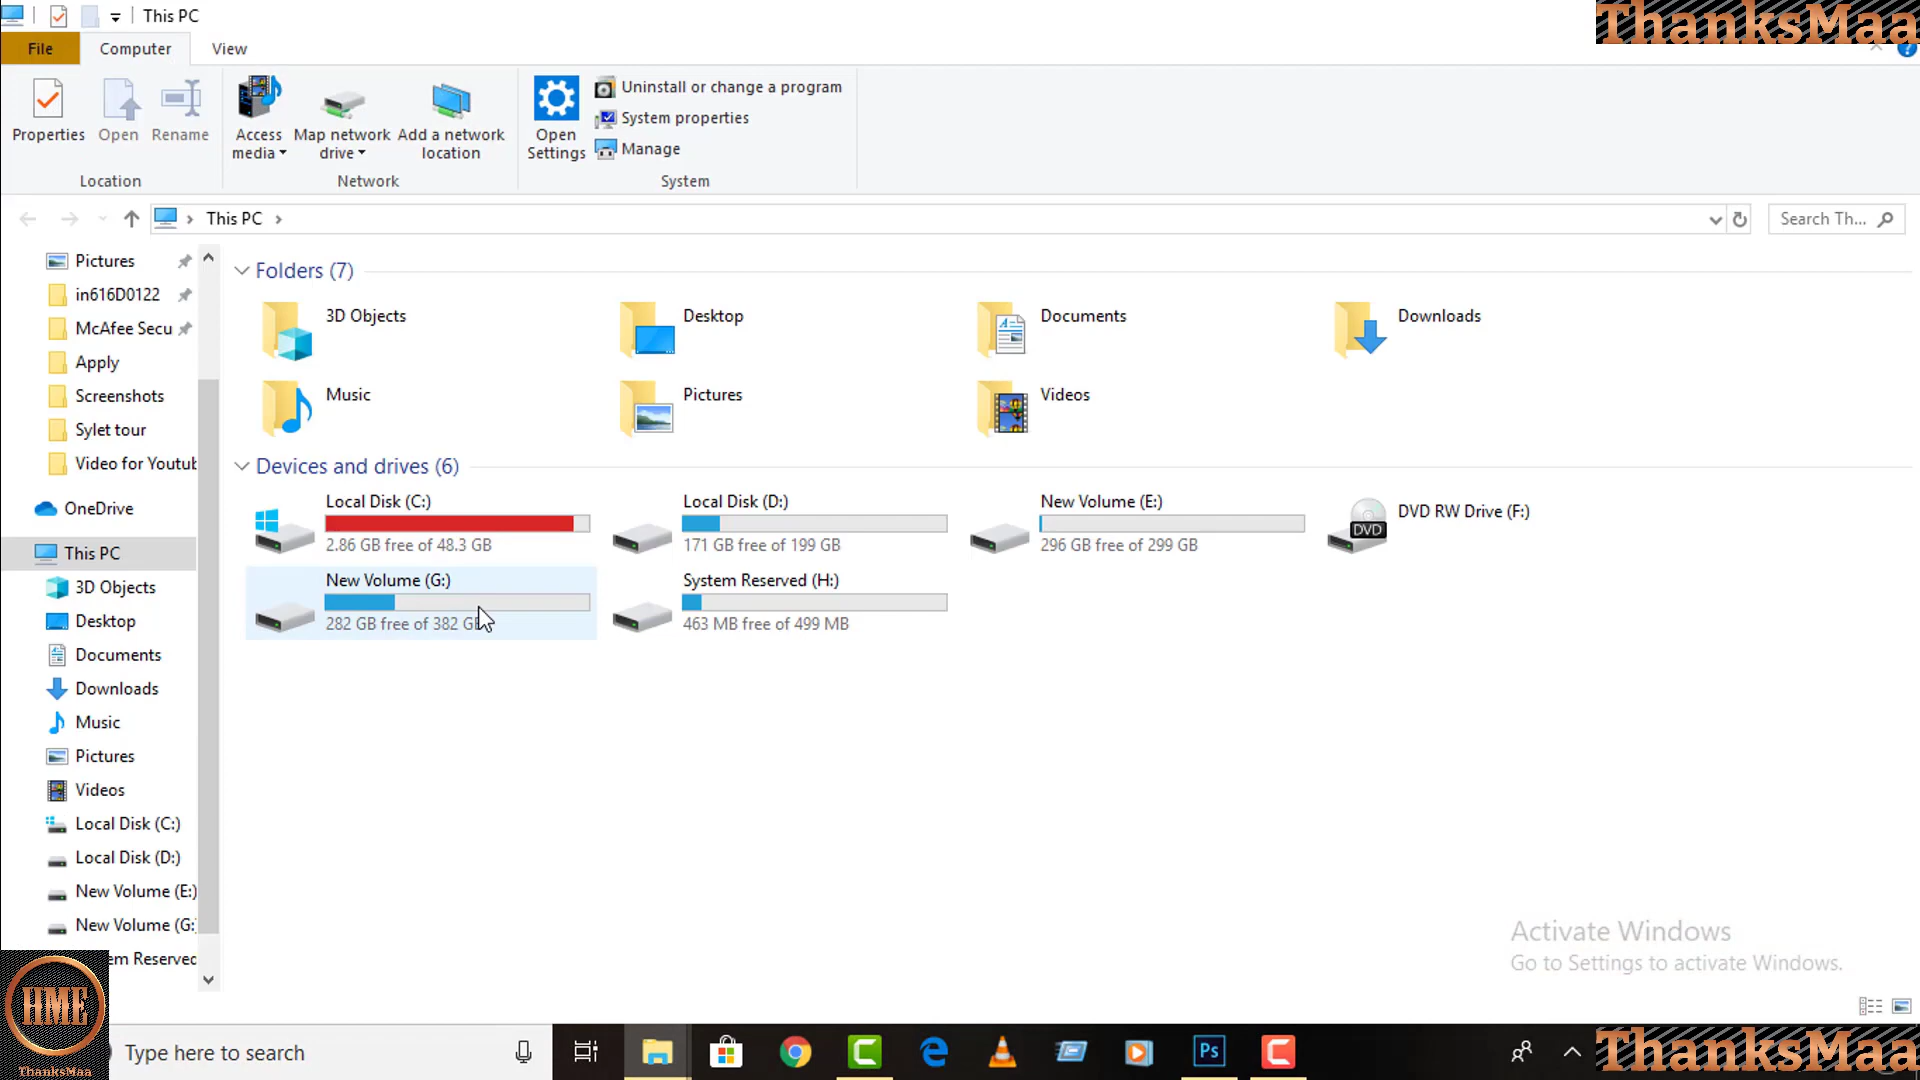 This PC
ThanksMaa
File
Computer
View
Properties
Open
Rename
Access media
Map network drive
Add a network location
Open Settings
Uninstall or change a program
System properties
Manage
Location
Network
System
This PC
Search Th...
Pictures
in616D0122
McAfee Secu
Apply
Screenshots
Sylet tour
Video for Youtub
OneDrive
This PC
3D Objects
Desktop
Documents
Downloads
Music
Pictures
Videos
Local Disk (C:)
Local Disk (D:)
New Volume (E:)
New Volume (G:
em Reserved
Folders (7)
3D Objects
Desktop
Documents
Downloads
Music
Pictures
Videos
Devices and drives (6)
Local Disk (C:)
2.86 GB free of 48.3 GB
Local Disk (D:)
171 GB free of 199 GB
New Volume (E:)
296 GB free of 299 GB
DVD RW Drive (F:)
DVD
New Volume (G:)
282 GB free of 382 GB
System Reserved (H:)
463 MB free of 499 MB
Activate Windows
Go to Settings to activate Windows.
HME
ThanksMaa
Type here to search
Ps
ThanksMaa